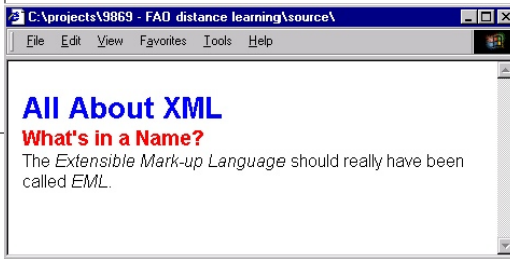 C:\projects\9869 - FAO distance learning\source\
File Edit View Favorites Tools Help
All About XML
What's in a Name?
The Extensible Mark-up Language should really have been
called EML.